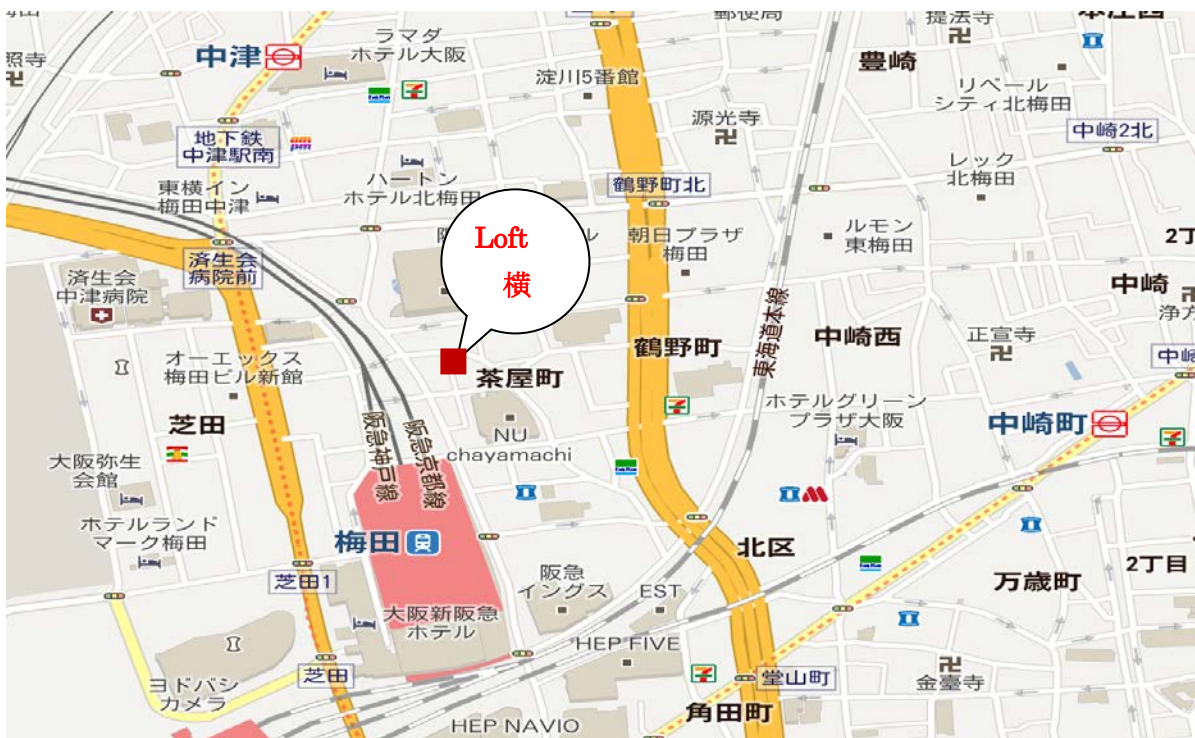 郵便局
提法寺
本庄西
照寺
中津
ラマダ
ホテル大阪
淀川5番館
豊崎
リベール
シティ北梅田
源光寺
地下鉄
中津駅南
am
pm
中崎2北
東横イン
梅田中津
ハートン
ホテル北梅田
鶴野町北
レック
北梅田
Loft
横
ル
朝日プラザ
梅田
ルモン
東梅田
2丁
済生会
病院前
済生会
中津病院
中崎
浄方
東海道本線
正宣寺
中崎西
鶴野町
オーエックス
梅田ビル新館
茶屋町
芝田
阪急神戸線
阪急京都線
NU
chayamachi
ホテルグリーン
プラザ大阪
中崎町
大阪弥生
会館
ホテルランド
マーク梅田
梅田
北区
芝田1
阪急
イングス
EST
万歳町
2丁目
大阪新阪急
ホテル
HEP FIVE
芝田
ヨドバシ
カメラ
堂山町
金臺寺
角田町
HEP NAVIO